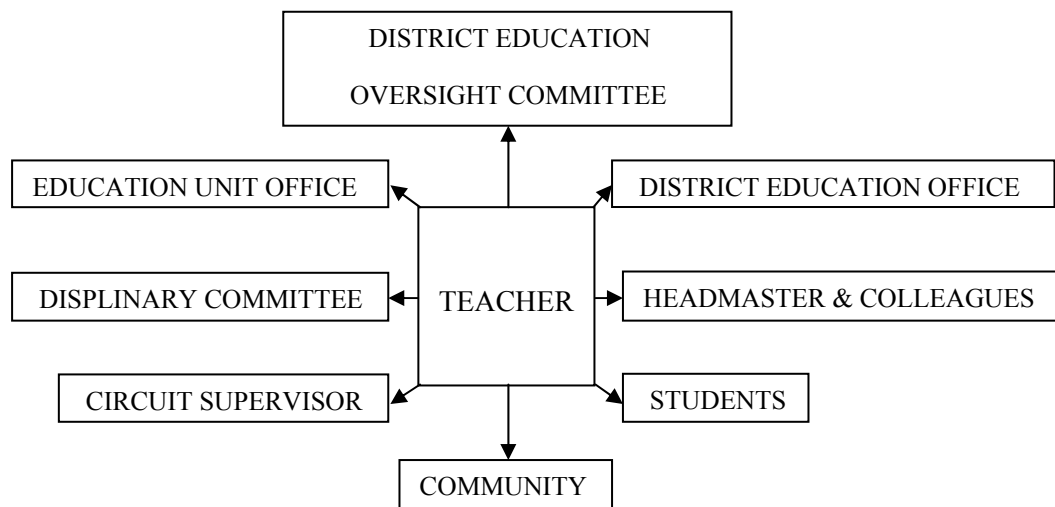 DISTRICT EDUCATION
OVERSIGHT COMMITTEE
EDUCATION UNIT OFFICE
DISTRICT EDUCATION OFFICE
DISPLINARY COMMITTEE
TEACHER
HEADMASTER & COLLEAGUES
CIRCUIT SUPERVISOR
STUDENTS
COMMUNITY